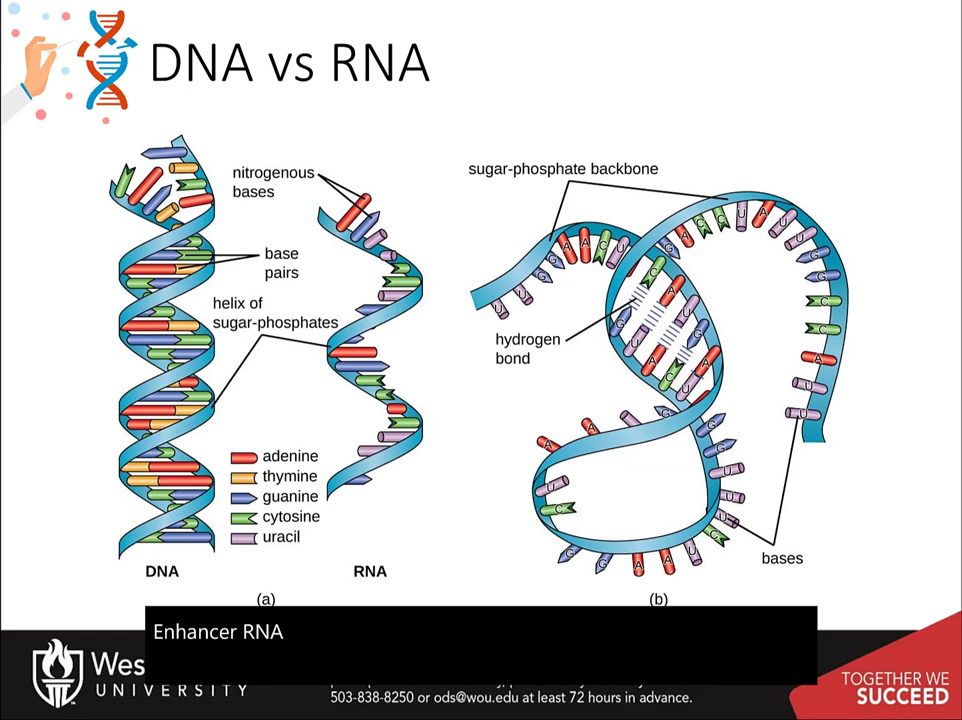 DNA vs RNA
nitrogenous
bases
base
pairs
helix of
sugar-phosphates
adenine
thymine
guanine
cytosine
uracil
DNA
RNA
(a)
sugar-phosphate backbone
hydrogen
bond
bases
(b)
U U G G A A C U G A C C U A U U G G C C A U U
C A U G
G U A C U A
G A A U C
G G U U U C
U A A G G
Enhancer RNA
Wes
UNIVERSITY
503-838-8250 or ods@wou.edu at least 72 hours in advance.
TOGETHER WE
SUCCEED